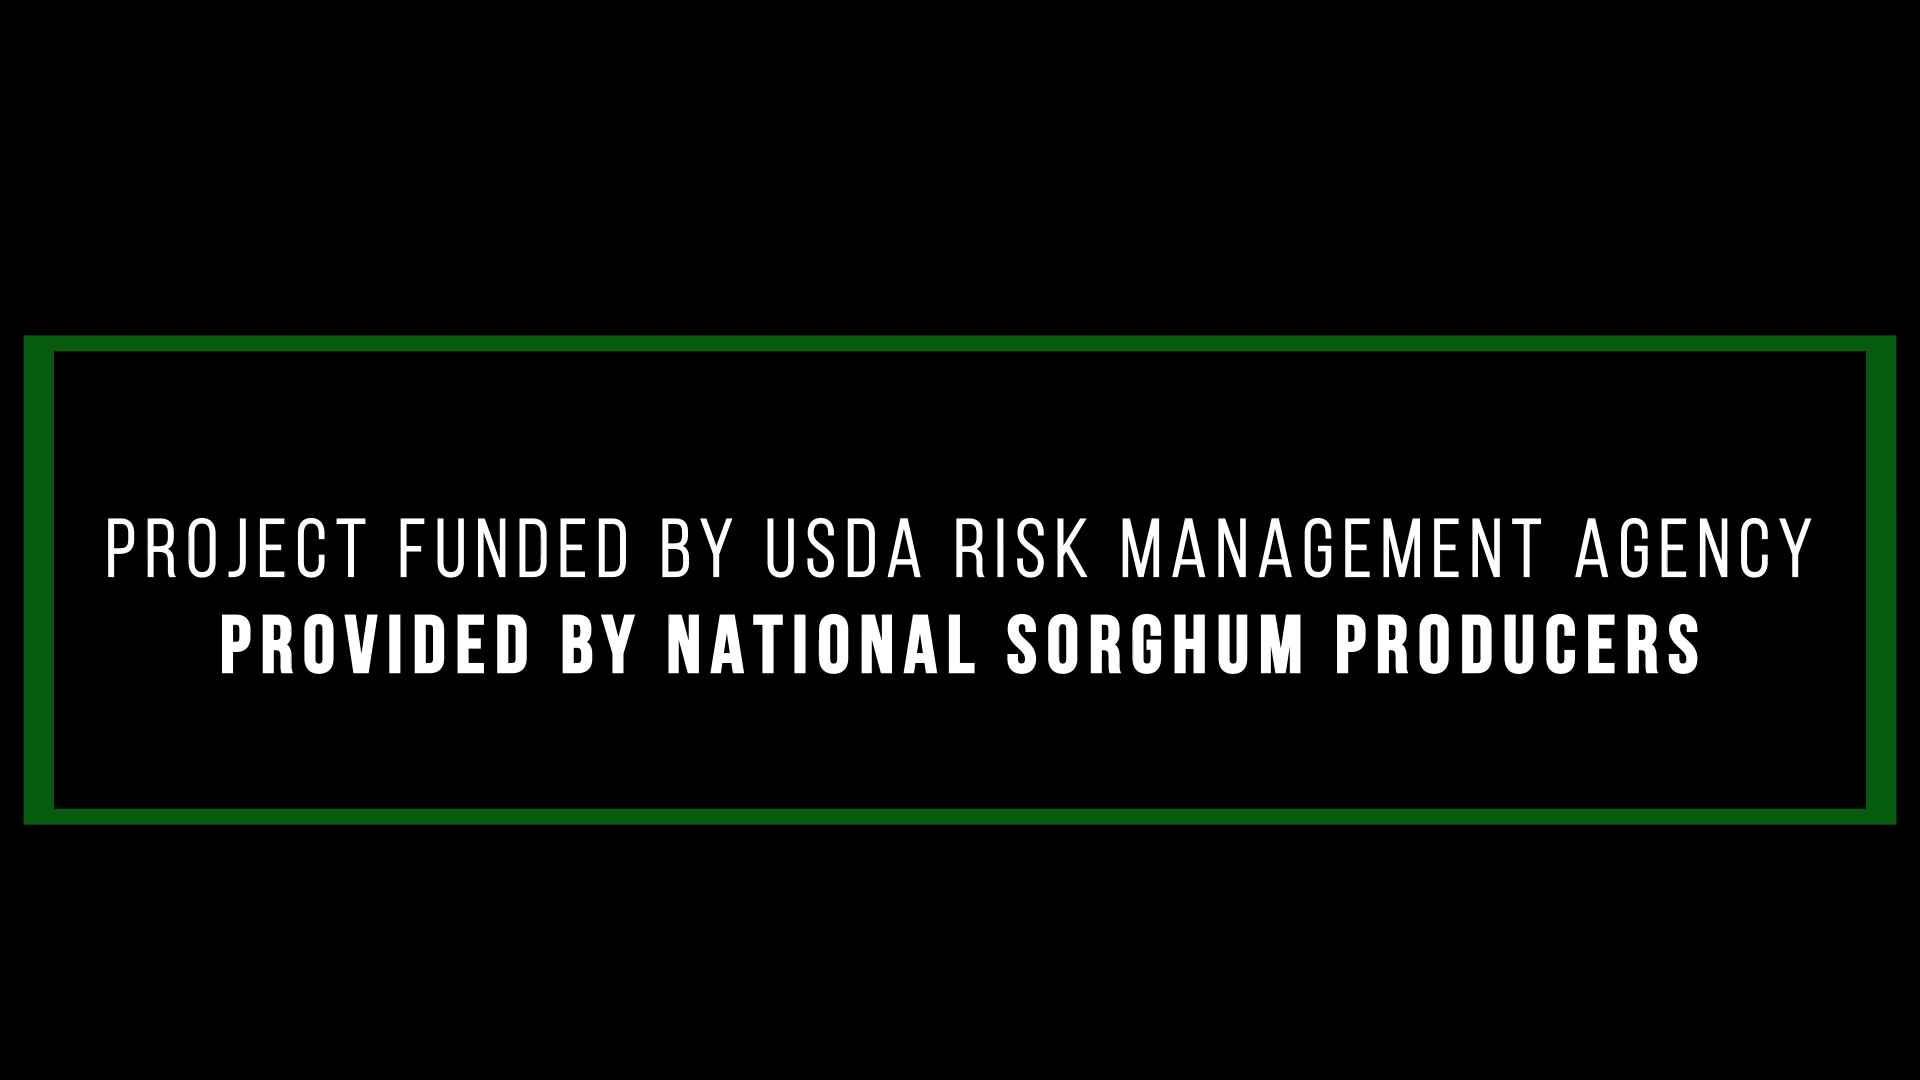 PROJECT FUNDED BY USDA RISK MANAGEMENT AGENCY
PROVIDED BY NATIONAL SORGHUM PRODUCERS